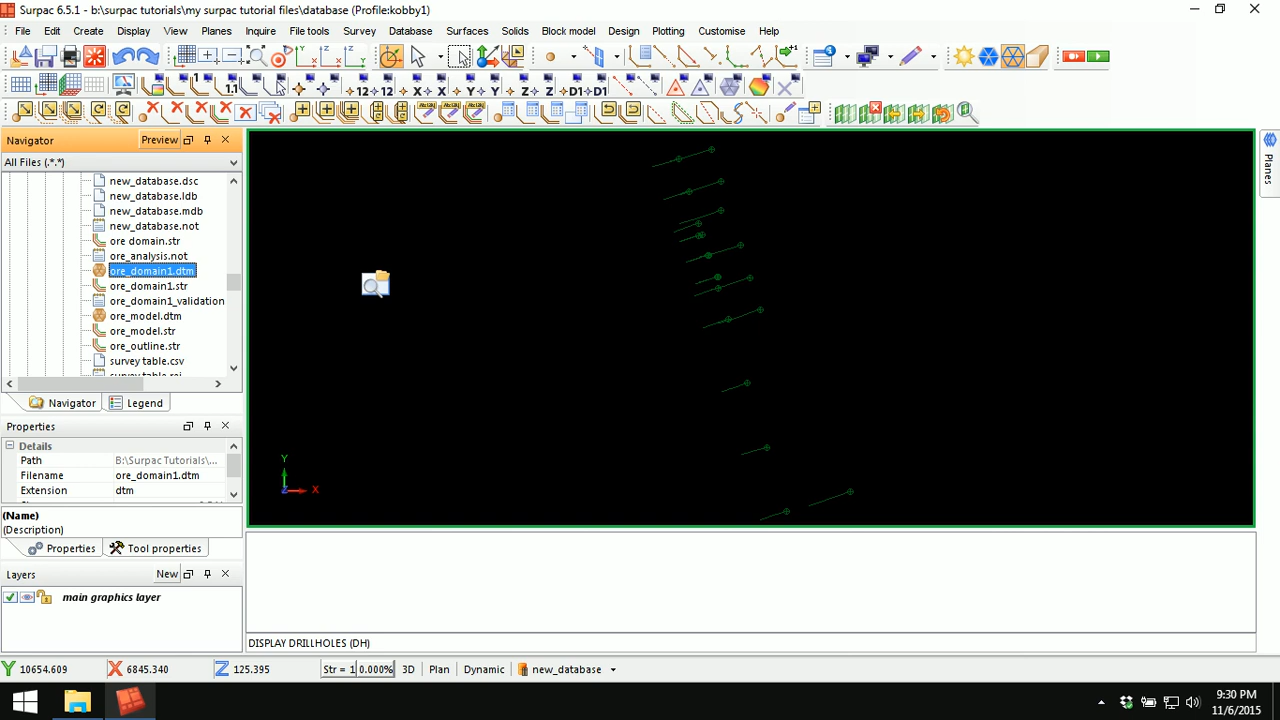 Surpac 6.5.1 - b:\surpac tutorials\my surpac tutorial files\database (Profile:kobby1)
File Edit Create Display View Planes Inquire File tools Survey Database Surfaces Solids Block model Design Plotting Customise Help
Navigator Preview
All Files (.*.*)
new_database.dsc
new_database.ldb
new_database.mdb
new_database.not
ore domain.str
ore_analysis.not
ore_domain1.dtm
ore_domain1.str
ore_domain1_validation
ore_model.dtm
ore_model.str
ore_outline.str
survey table.csv
survey table.rej
Navigator Legend
Properties
Details
Path B:\Surpac Tutorials\...
Filename ore_domain1.dtm
Extension dtm
(Name)
(Description)
Properties Tool properties
Layers New
main graphics layer
Planes
Y
X
Z
DISPLAY DRILLHOLES (DH)
Y 10654.609 X 6845.340 Z 125.395 Str = 1 0.000% 3D Plan Dynamic new_database
9:30 PM
11/6/2015